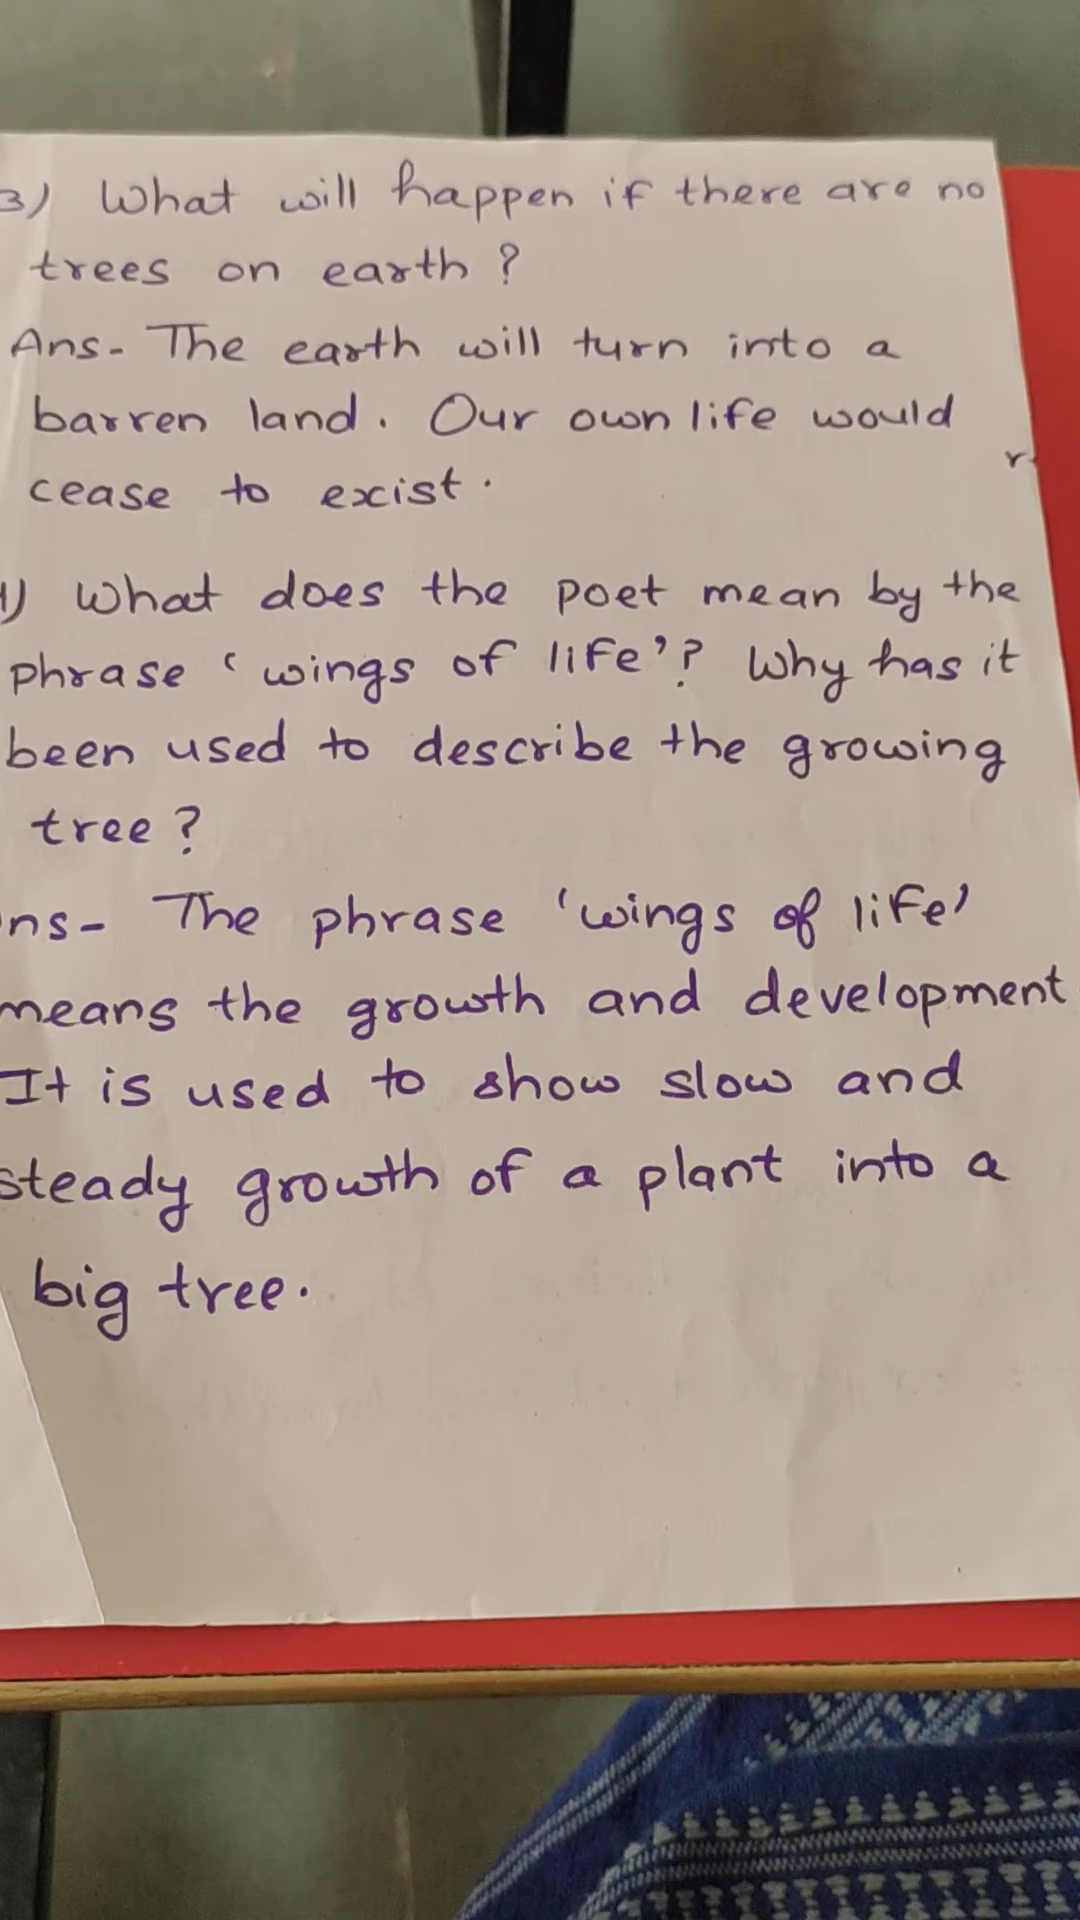 3) What will happen if there are no
trees on earth ?
Ans- The earth will turn into a
barren land. Our own life would
cease to exist.
what does the poet mean by the
phrase ' wings of life'? Why has it
been used to describe the growing
tree?
ns- The phrase 'wings of life'
means the growth and development
It is used to show slow and
steady growth of a plant into a
big tree.